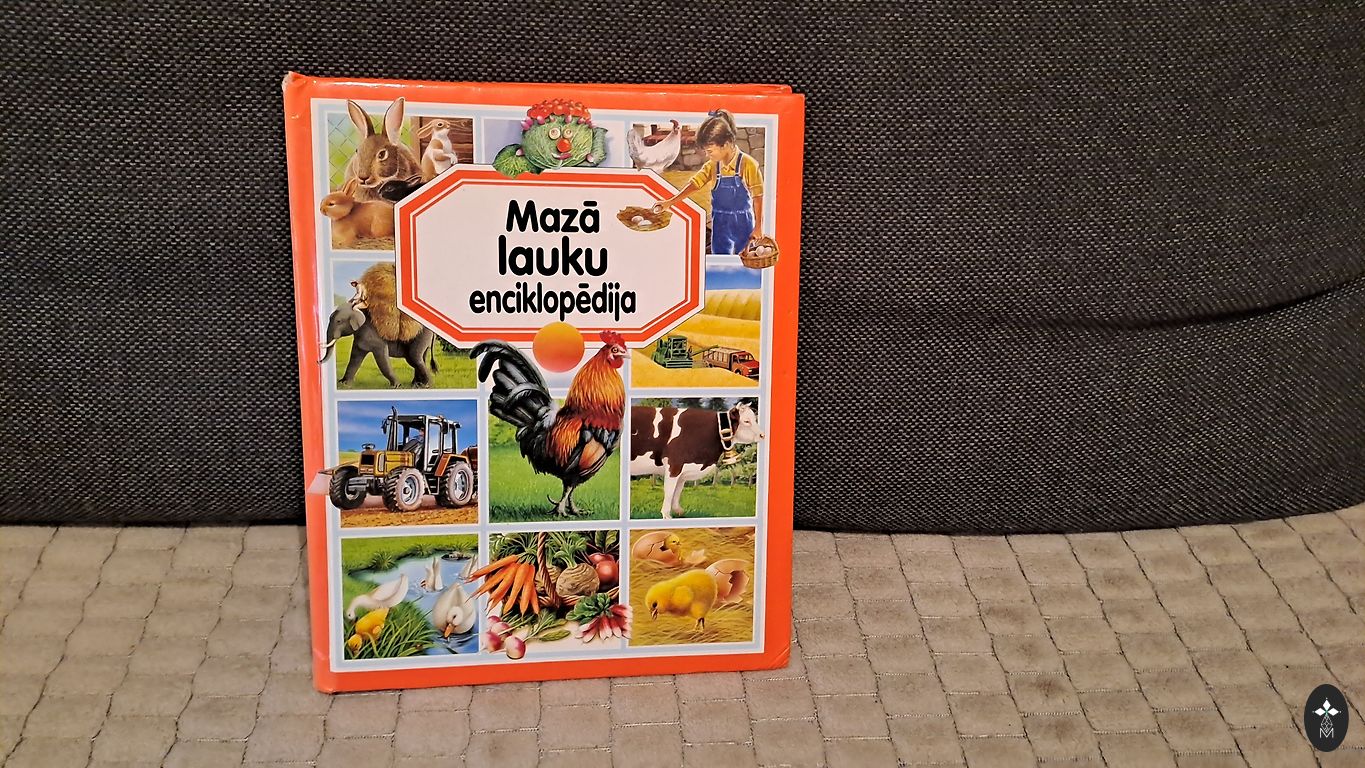 Mazā
lauku
enciklopēdija
M